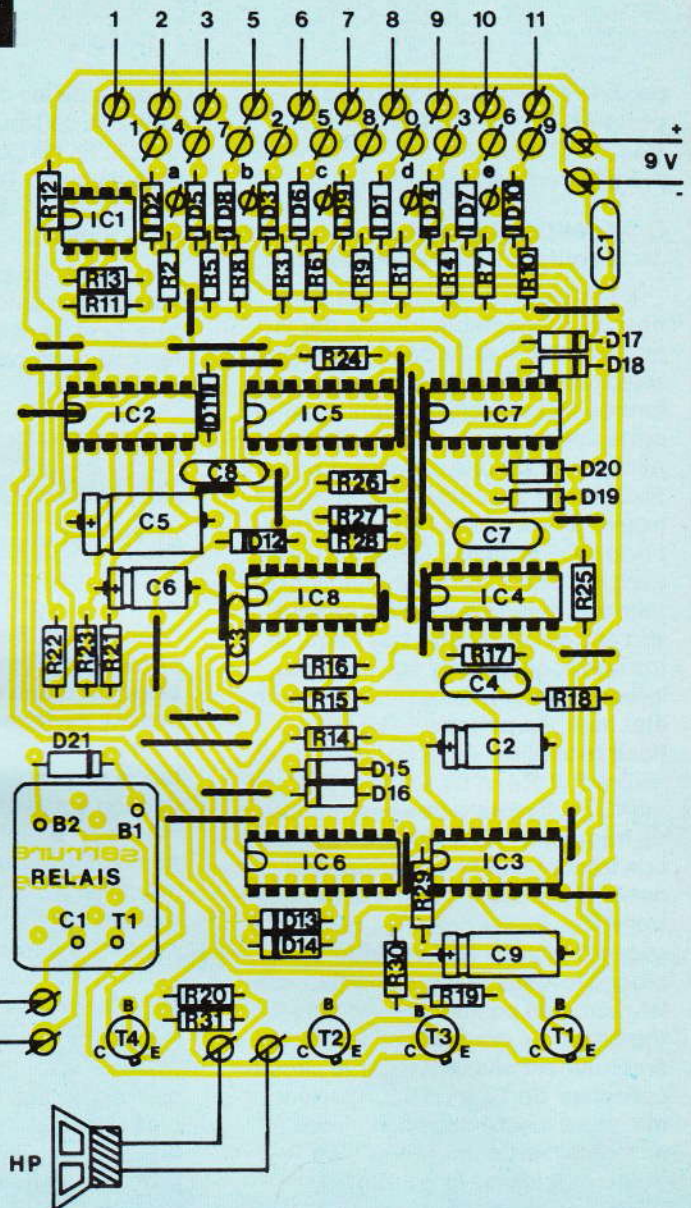 1 2 3 5 6 7 8 9 10 11
1 4 7 2 5 8 0 3 6 9
+
9 V
-
a b c d e
R12 IC1 D2 D5 D8 D3 D6 D9 D1 D4 D7 D10 C1
R13 R2 R5 R8 R3 R6 R9 R1 R4 R7 R10
R11
D17
R24
D18
IC2 D11 IC5 IC7
C8 R26 D20
D19
C5 R27
D12 R28 C7
C6 IC8 IC4 R25
R22 R23 R21 C3 R16 R17
R15 C4 R18
D21 R14 C2
D15
D16
B2 B1
serrure
RELAIS
IC6 IC3
C1 T1 R29
D13
D14 C9
R30
R20 R19
R31
B B B
T4 T2 T3 T1
C E C E C E C E
HP